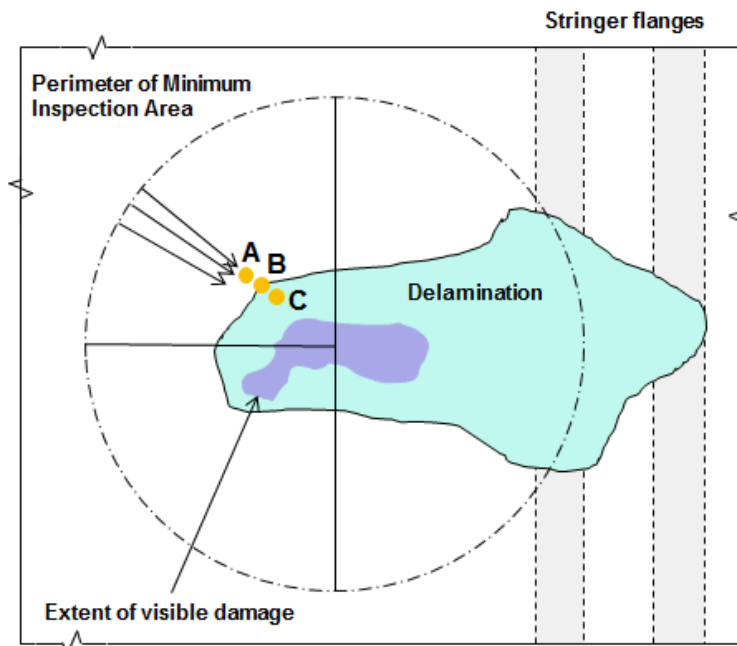 Stringer flanges
Perimeter of Minimum
Inspection Area
A
B
C
Delamination
Extent of visible damage